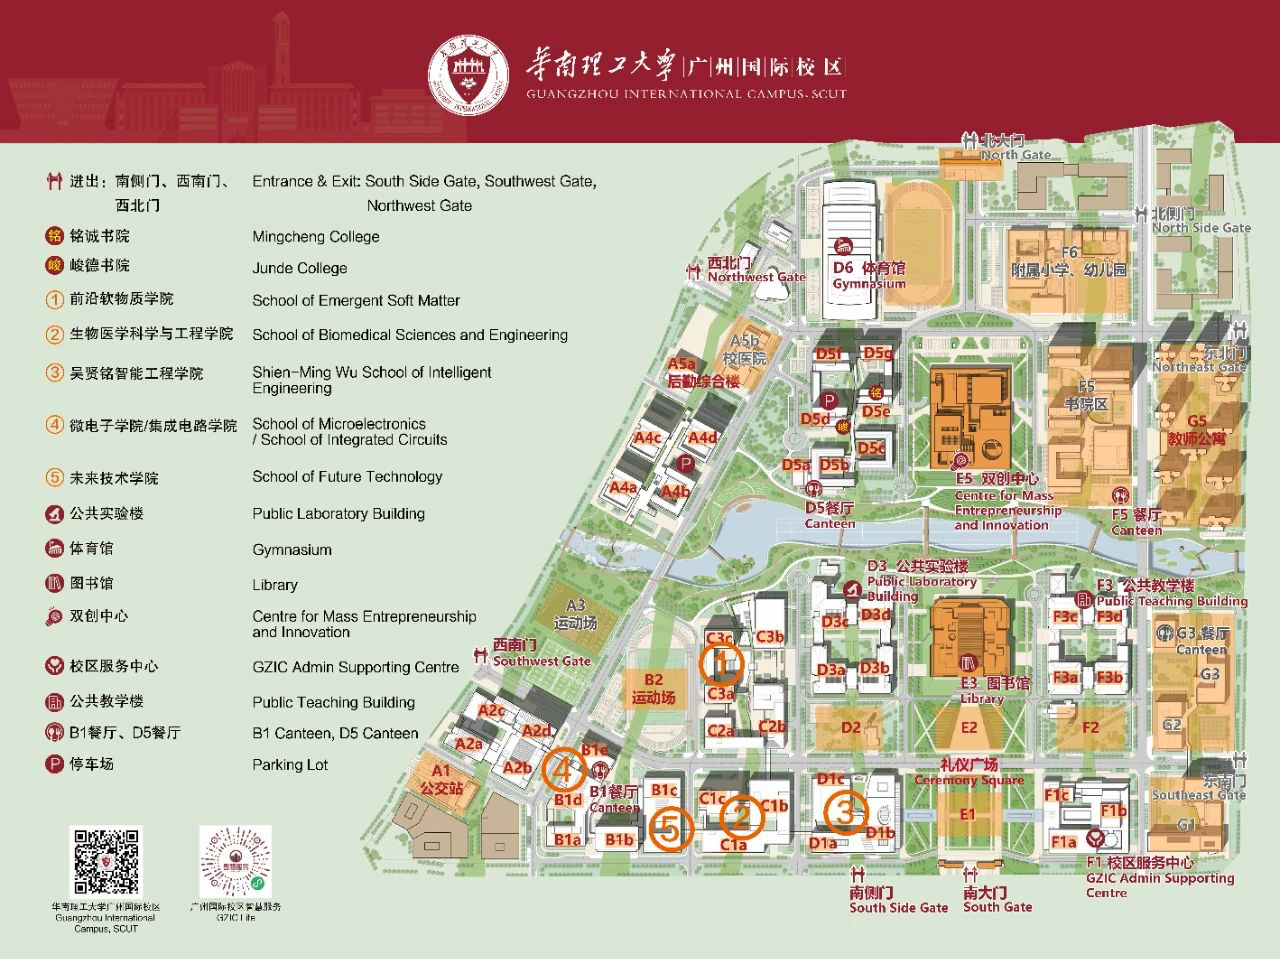 华南理工大学|广|州|国|际|校|区
GUANGZHOU INTERNATIONAL CAMPUS·SCUT
进出：南侧门、西南门、
西北门
Entrance & Exit: South Side Gate, Southwest Gate,
Northwest Gate
铭 铭诚书院 Mingcheng College
峻 峻德书院 Junde College
① 前沿软物质学院 School of Emergent Soft Matter
② 生物医学科学与工程学院 School of Biomedical Sciences and Engineering
③ 吴贤铭智能工程学院 Shien-Ming Wu School of Intelligent
Engineering
④ 微电子学院/集成电路学院 School of Microelectronics
/ School of Integrated Circuits
⑤ 未来技术学院 School of Future Technology
公共实验楼 Public Laboratory Building
体育馆 Gymnasium
图书馆 Library
双创中心 Centre for Mass Entrepreneurship
and Innovation
校区服务中心 GZIC Admin Supporting Centre
公共教学楼 Public Teaching Building
B1餐厅、D5餐厅 B1 Canteen, D5 Canteen
P 停车场 Parking Lot
华南理工大学广州国际校区
Guangzhou International
Campus, SCUT
广州国际校区智慧服务
GZIC Life
北大门
North Gate
北侧门
North Side Gate
西北门
Northwest Gate
D6 体育馆
Gymnasium
F6
附属小学、幼儿园
东北门
Northeast Gate
A5b
校医院
A5a
后勤综合楼
D5f
D5g
P
铭
D5d
D5e
峻
D5c
D5a
D5b
D5餐厅
Canteen
E5 双创中心
Centre for Mass
Entrepreneurship
and Innovation
F5
书院区
F5 餐厅
Canteen
G5
教师公寓
A4c
A4d
P
A4a
A4b
A3
运动场
D3 公共实验楼
Public Laboratory
Building
D3c
D3d
D3a
D3b
F3 公共教学楼
Public Teaching Building
F3c
F3d
F3a
F3b
G3 餐厅
Canteen
G3
西南门
Southwest Gate
B2
运动场
C3c
C3b
①
C3a
C2a
C2b
E3 图书馆
Library
D2
E2
F2
G2
A2c
A2d
A2a
A2b
A1
公交站
④
B1e
B1餐厅
Canteen
B1d
B1c
B1a
B1b
⑤
C1c
②
C1b
C1a
D1c
③
D1a
D1b
礼仪广场
Ceremony Square
E1
F1c
F1b
F1a
东南门
Southeast Gate
G1
F1 校区服务中心
GZIC Admin Supporting
Centre
南侧门
South Side Gate
南大门
South Gate